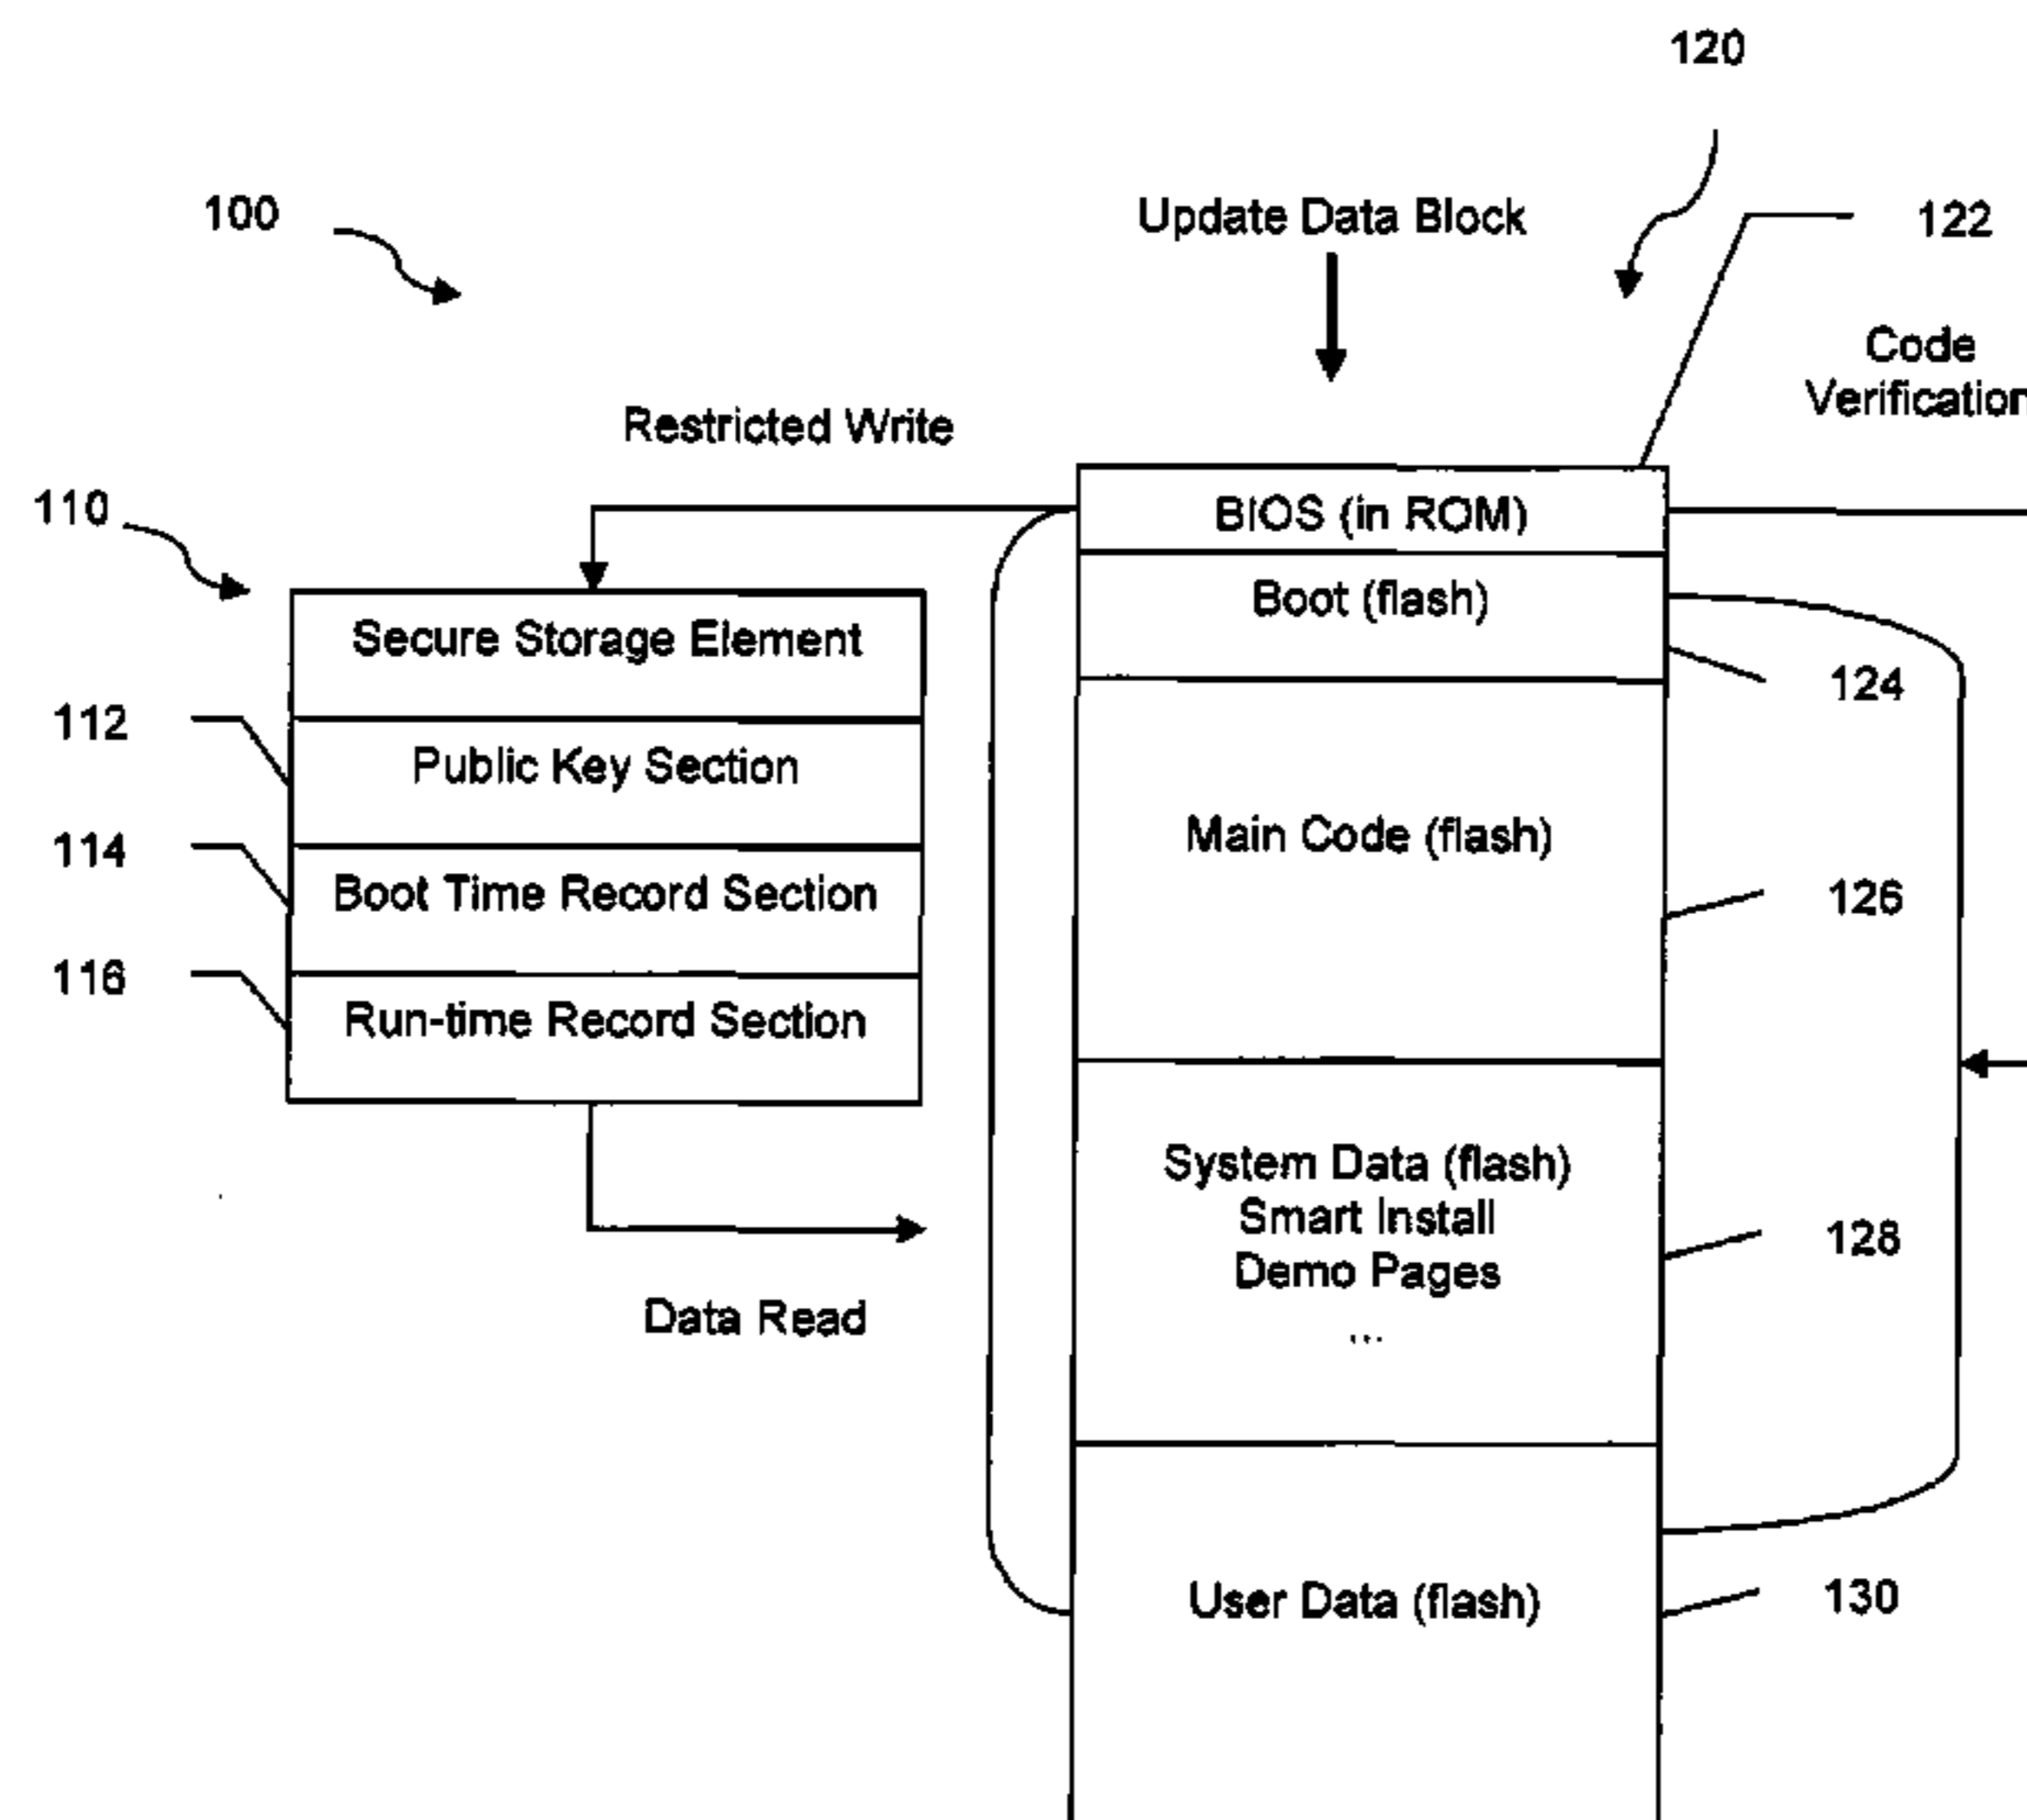 120
100
Update Data Block
122
Code
Verification
Restricted Write
110
BIOS (in ROM)
Boot (flash)
Secure Storage Element
124
112
Public Key Section
114
Main Code (flash)
Boot Time Record Section
126
116
Run-time Record Section
System Data (flash)
Smart Install
Demo Pages
...
128
Data Read
User Data (flash)
130